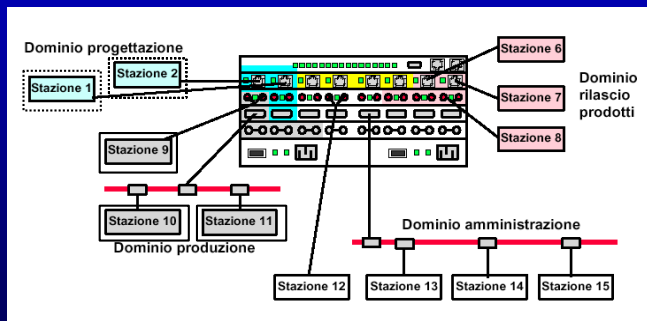 Dominio progettazione
Stazione 1
Stazione 2
Stazione 6
Stazione 7
Stazione 8
Dominio
rilascio
prodotti
Stazione 9
Stazione 10
Stazione 11
Dominio produzione
Dominio amministrazione
Stazione 12
Stazione 13
Stazione 14
Stazione 15